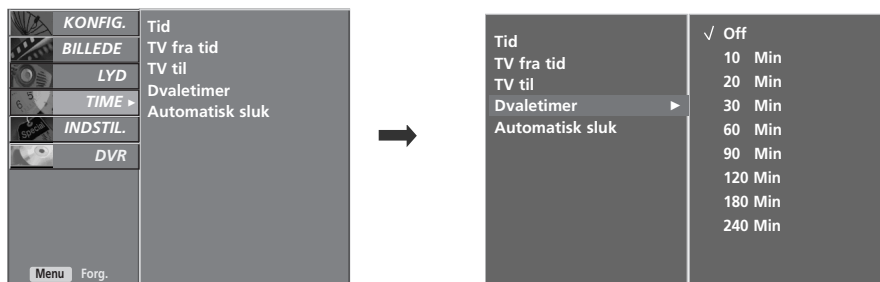 KONFIG.
BILLEDE
LYD
TIME
INDSTIL.
DVR
Tid
TV fra tid
TV til
Dvaletimer
Automatisk sluk
Menu Forg.
Tid
TV fra tid
TV til
Dvaletimer
Automatisk sluk
√ Off
10 Min
20 Min
30 Min
60 Min
90 Min
120 Min
180 Min
240 Min